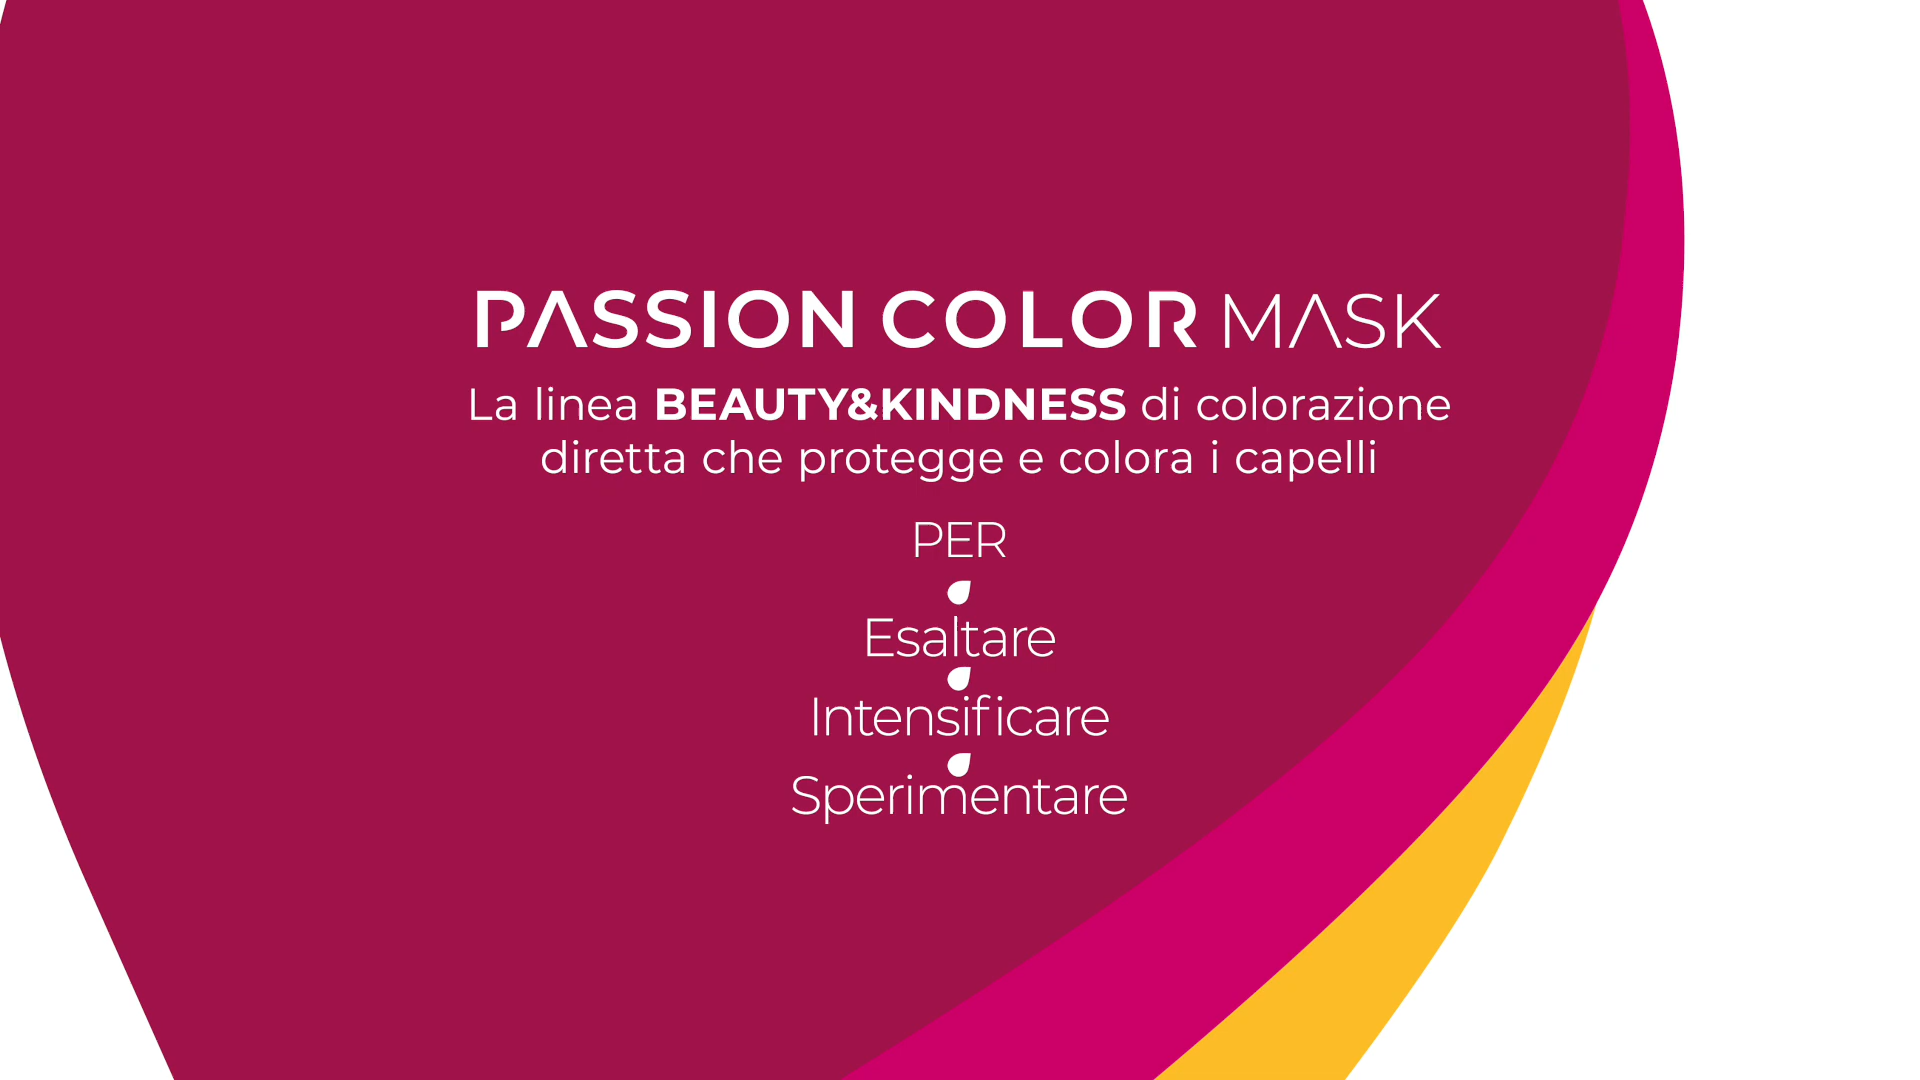 PASSION COLOR MASK
La linea BEAUTY&KINDNESS di colorazione
diretta che protegge e colora i capelli
PER
Esaltare
Intensificare
Sperimentare